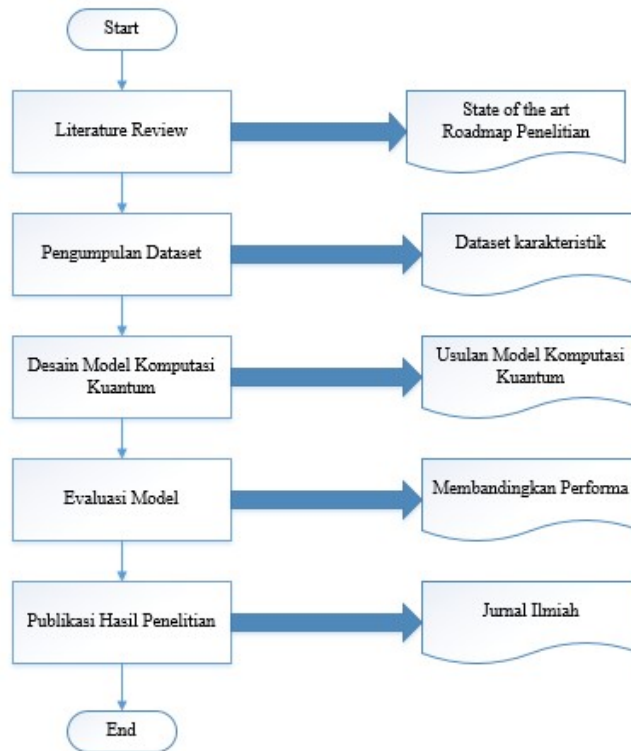 Start
Literature Review
State of the art
Roadmap Penelitian
Pengumpulan Dataset
Dataset karakteristik
Desain Model Komputasi
Kuantum
Usulan Model Komputasi
Kuantum
Evaluasi Model
Membandingkan Performa
Publikasi Hasil Penelitian
Jurnal Ilmiah
End